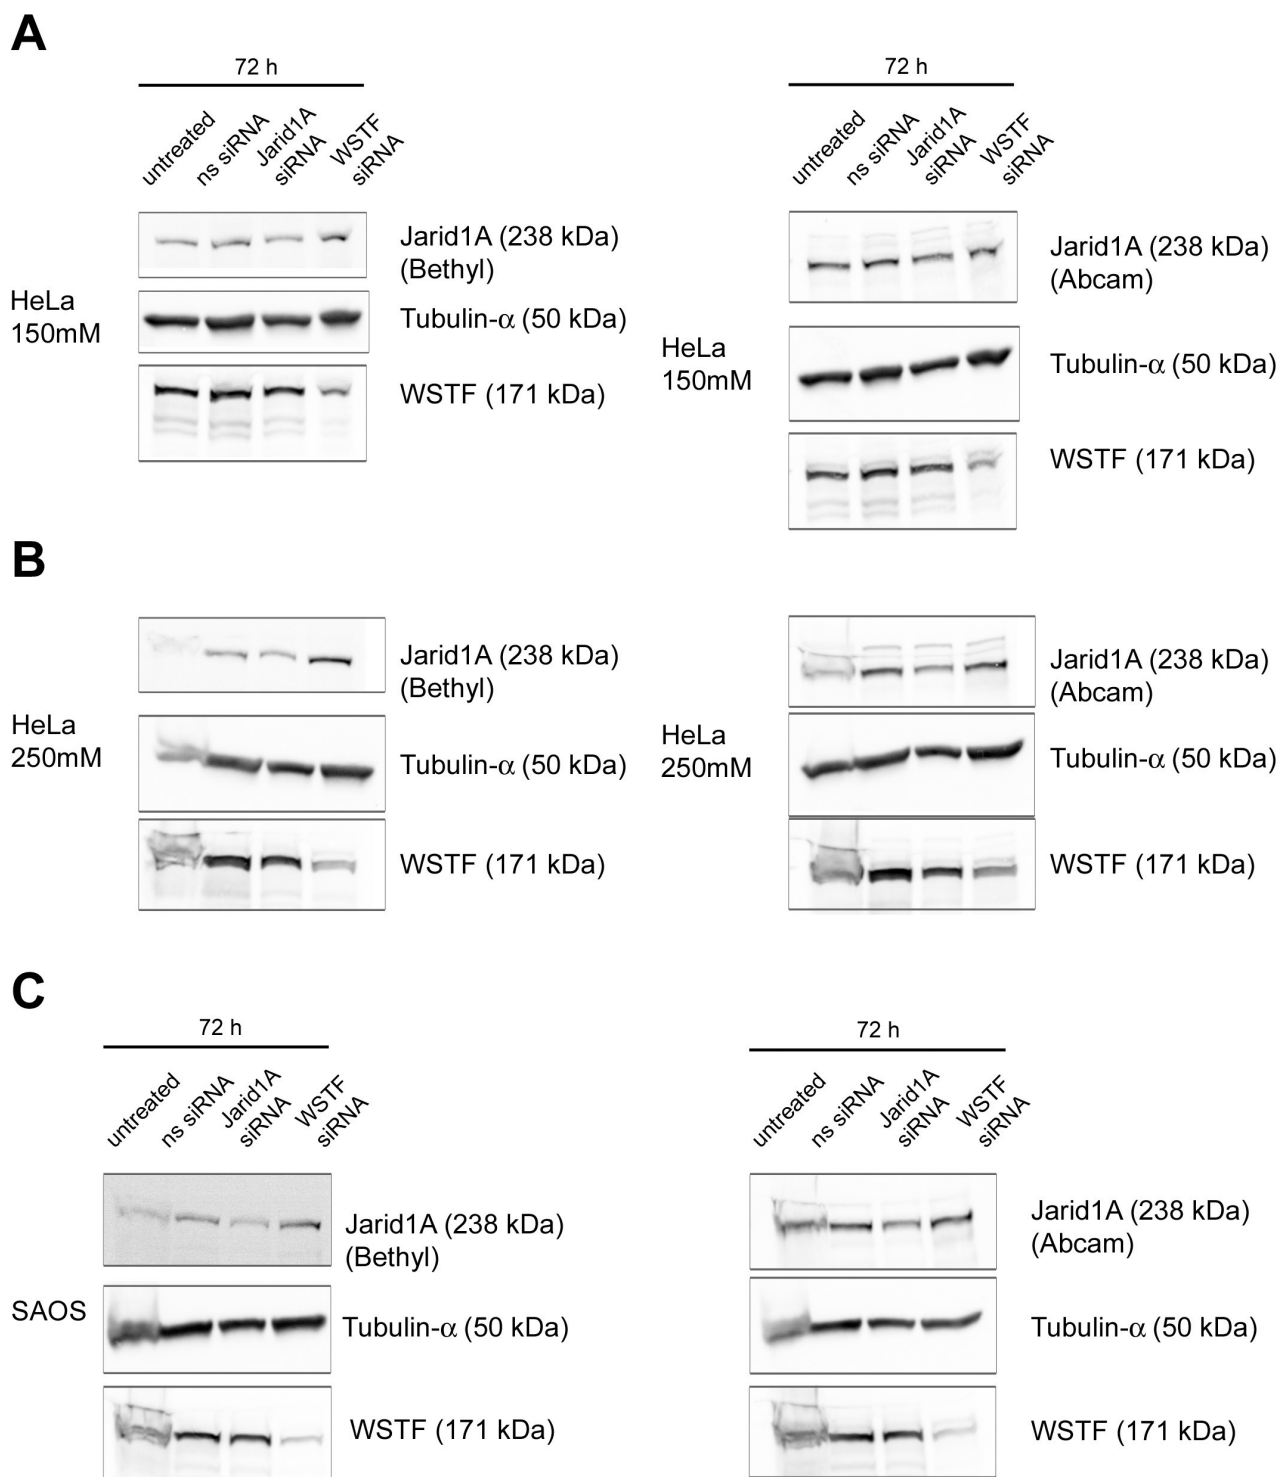 A
72 h
untreated
ns siRNA
Jarid1A
siRNA
WSTF
siRNA
Jarid1A (238 kDa)
(Bethyl)
HeLa
150mM
Tubulin-α (50 kDa)
WSTF (171 kDa)
72 h
untreated
ns siRNA
Jarid1A
siRNA
WSTF
siRNA
Jarid1A (238 kDa)
(Abcam)
HeLa
150mM
Tubulin-α (50 kDa)
WSTF (171 kDa)
B
Jarid1A (238 kDa)
(Bethyl)
HeLa
250mM
Tubulin-α (50 kDa)
WSTF (171 kDa)
Jarid1A (238 kDa)
(Abcam)
HeLa
250mM
Tubulin-α (50 kDa)
WSTF (171 kDa)
C
72 h
untreated
ns siRNA
Jarid1A
siRNA
WSTF
siRNA
Jarid1A (238 kDa)
(Bethyl)
SAOS
Tubulin-α (50 kDa)
WSTF (171 kDa)
72 h
untreated
ns siRNA
Jarid1A
siRNA
WSTF
siRNA
Jarid1A (238 kDa)
(Abcam)
Tubulin-α (50 kDa)
WSTF (171 kDa)